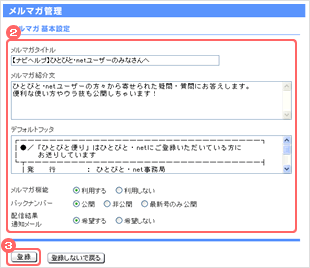 メルマガ管理
メルマガ 基本設定
2
メルマガタイトル
【ナビヘルプ】ひとびと・netユーザーのみなさんへ
メルマガ紹介文
ひとびと・netユーザーの方々から寄せられた疑問・質問にお答えします。
便利な使い方やウラ技も公開しちゃいます！
デフォルトフッタ
●／「ひとびと便り」はひとびと・netにご登録いただいている方に
お送りしています
発 行 ： ひとびと・net事務局
メルマガ機能 利用する 利用しない
バックナンバー 公開 非公開 最新号のみ公開
配信結果
通知メール 希望する 希望しない
3
登録 登録しないで戻る